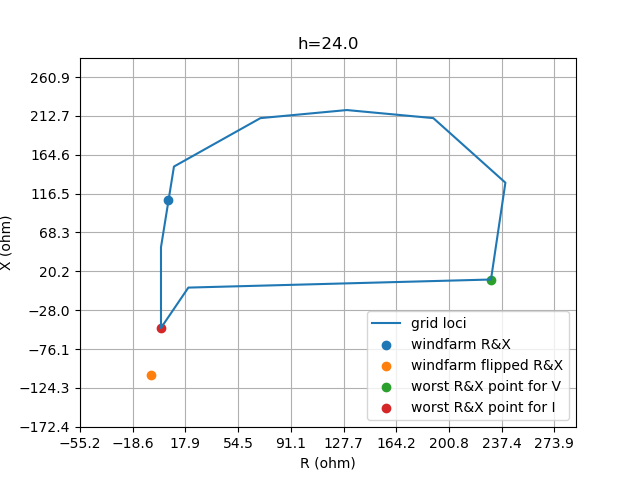 h=24.0
260.9
212.7
164.6
116.5
68.3
20.2
−28.0
−76.1
−124.3
−172.4
X (ohm)
grid loci
windfarm R&X
windfarm flipped R&X
worst R&X point for V
worst R&X point for I
−55.2 −18.6 17.9 54.5 91.1 127.7 164.2 200.8 237.4 273.9
R (ohm)